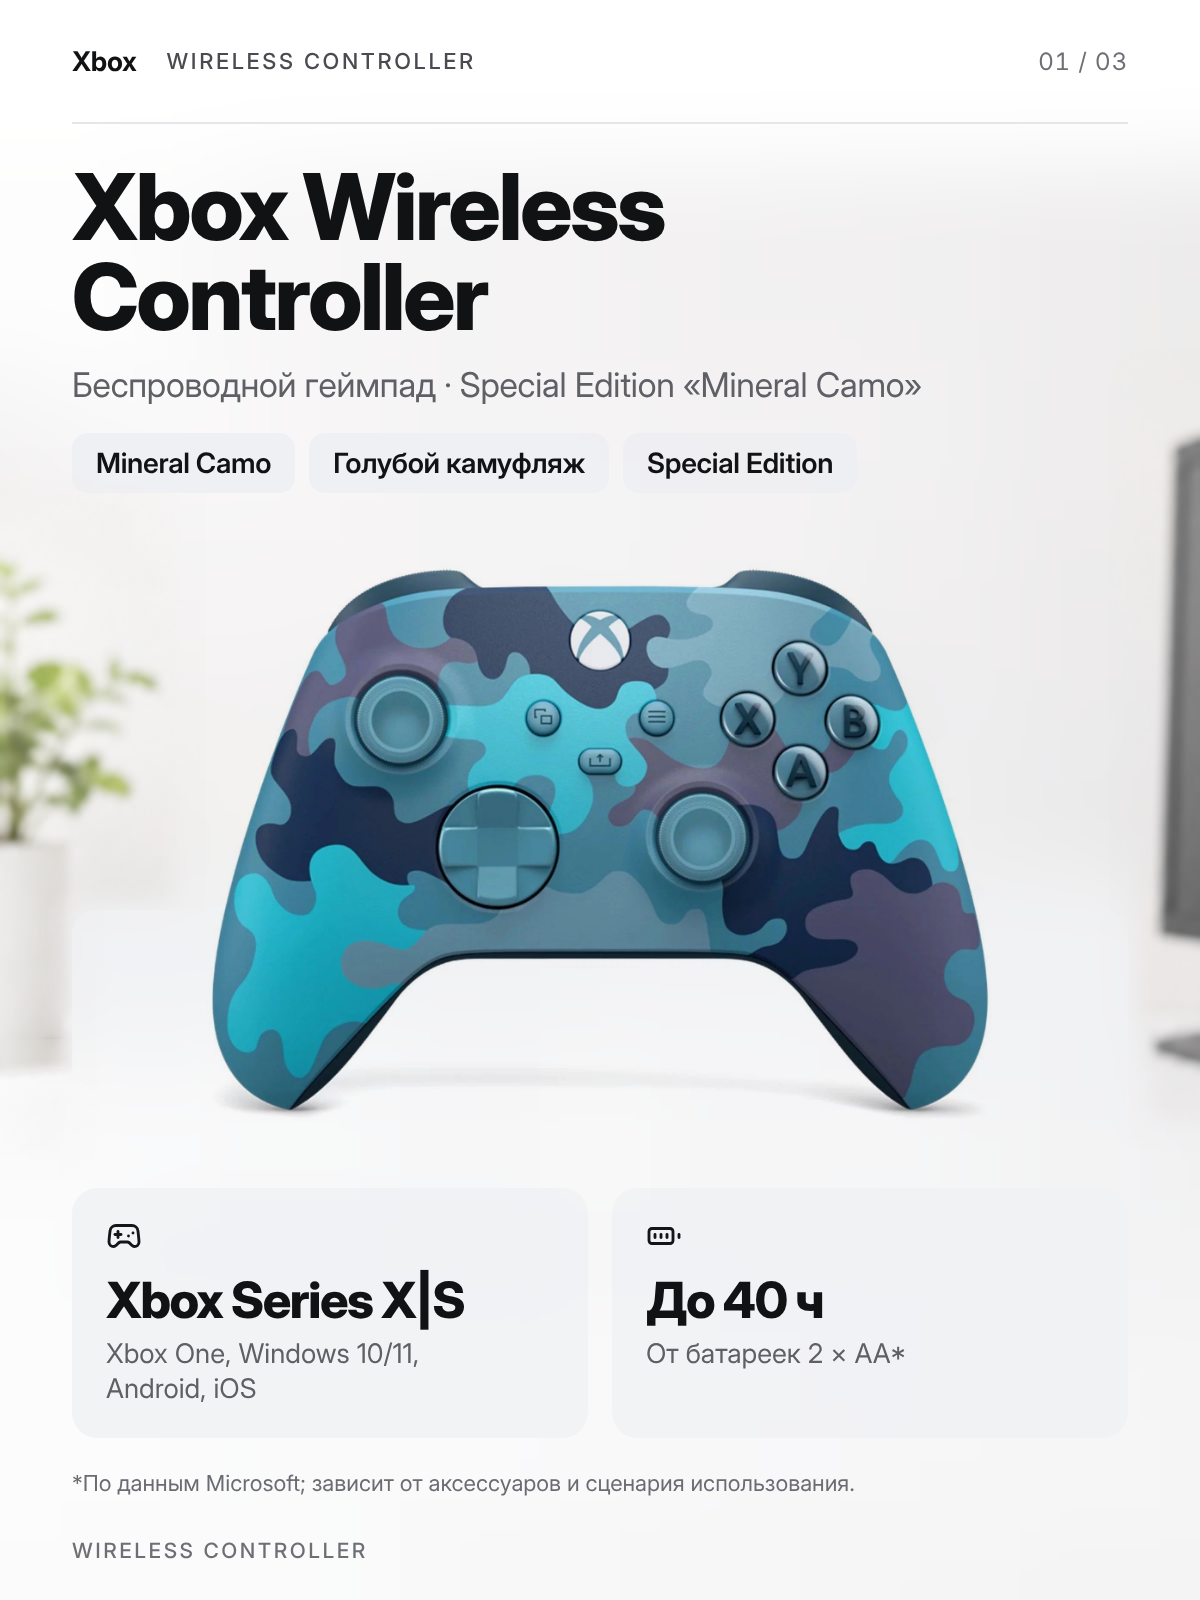 Xbox WIRELESS CONTROLLER 01 / 03
Xbox Wireless
Controller
Беспроводной геймпад · Special Edition «Mineral Camo»
Mineral Camo Голубой камуфляж Special Edition
Y
X B
A
Xbox Series X|S
Xbox One, Windows 10/11,
Android, iOS
До 40 ч
От батареек 2 × AA*
*По данным Microsoft; зависит от аксессуаров и сценария использования.
WIRELESS CONTROLLER